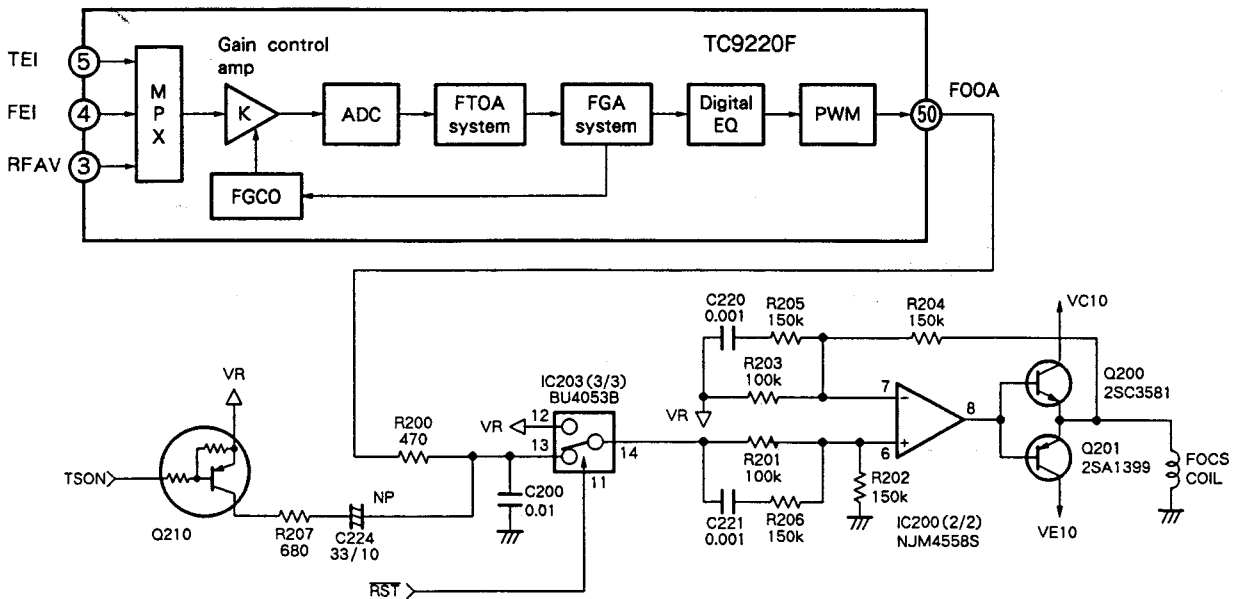 TC9220F
Gain control
amp
TEI
5
FEI
4
RFAV
3
M
P
X
K
ADC
FTOA
system
FGA
system
Digital
EQ
PWM
50
FOOA
FGCO
C220
0.001
R205
150k
R204
150k
VC10
R203
100k
VR
IC203 (3/3)
BU4053B
VR
12
13
14
11
R200
470
VR
7
8
6
Q200
2SC3581
Q201
2SA1399
FOCS
COIL
R201
100k
R202
150k
TSON
Q210
NP
C200
0.01
R207
680
C224
33/10
C221
0.001
R206
150k
IC200 (2/2)
NJM4558S
VE10
RST